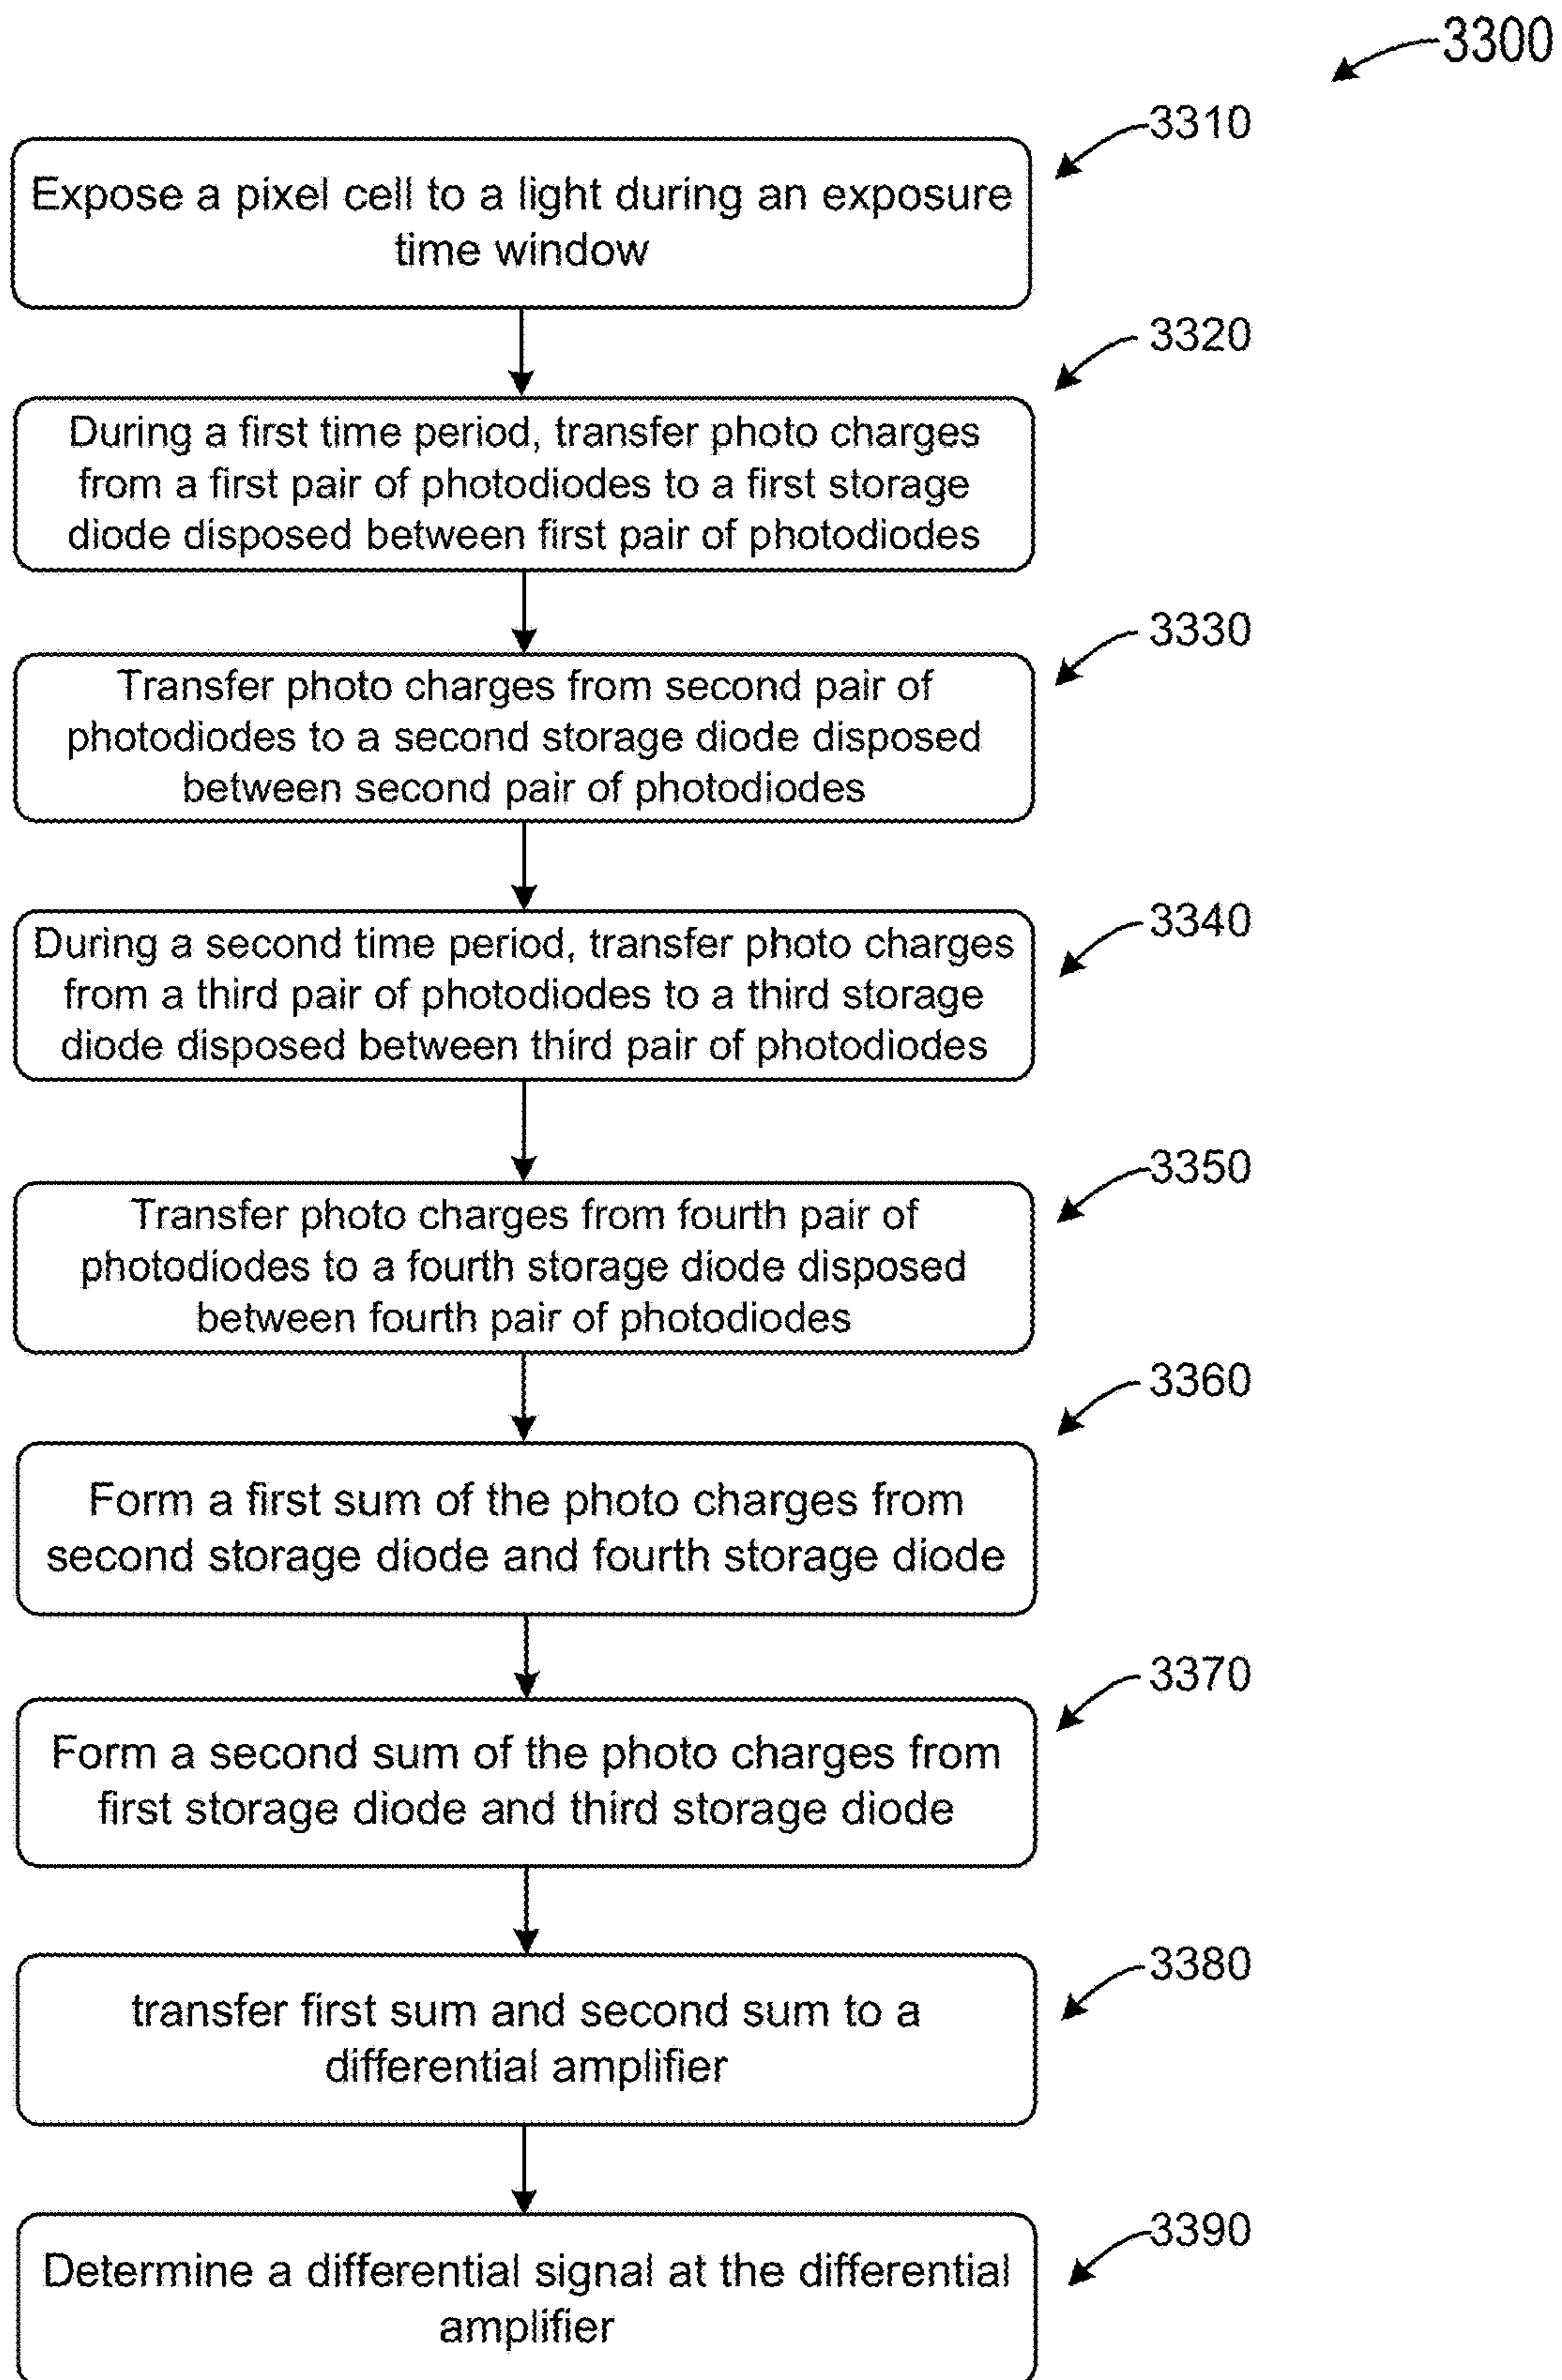 3300
3310
Expose a pixel cell to a light during an exposure
time window
3320
During a first time period, transfer photo charges
from a first pair of photodiodes to a first storage
diode disposed between first pair of photodiodes
3330
Transfer photo charges from second pair of
photodiodes to a second storage diode disposed
between second pair of photodiodes
3340
During a second time period, transfer photo charges
from a third pair of photodiodes to a third storage
diode disposed between third pair of photodiodes
3350
Transfer photo charges from fourth pair of
photodiodes to a fourth storage diode disposed
between fourth pair of photodiodes
3360
Form a first sum of the photo charges from
second storage diode and fourth storage diode
3370
Form a second sum of the photo charges from
first storage diode and third storage diode
3380
transfer first sum and second sum to a
differential amplifier
3390
Determine a differential signal at the differential
amplifier